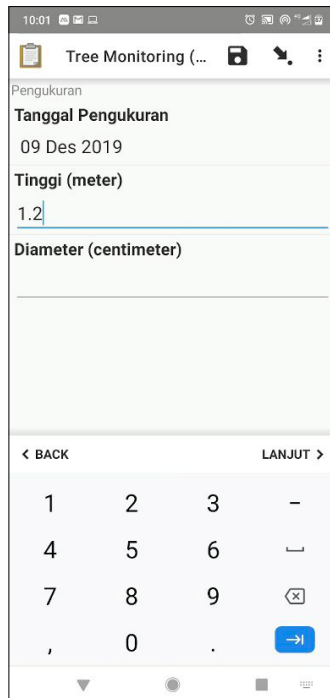 10:01
Tree Monitoring (...
Pengukuran
Tanggal Pengukuran
09 Des 2019
Tinggi (meter)
1.2
Diameter (centimeter)
< BACK
LANJUT >
1 2 3 -
4 5 6
7 8 9
, 0 .